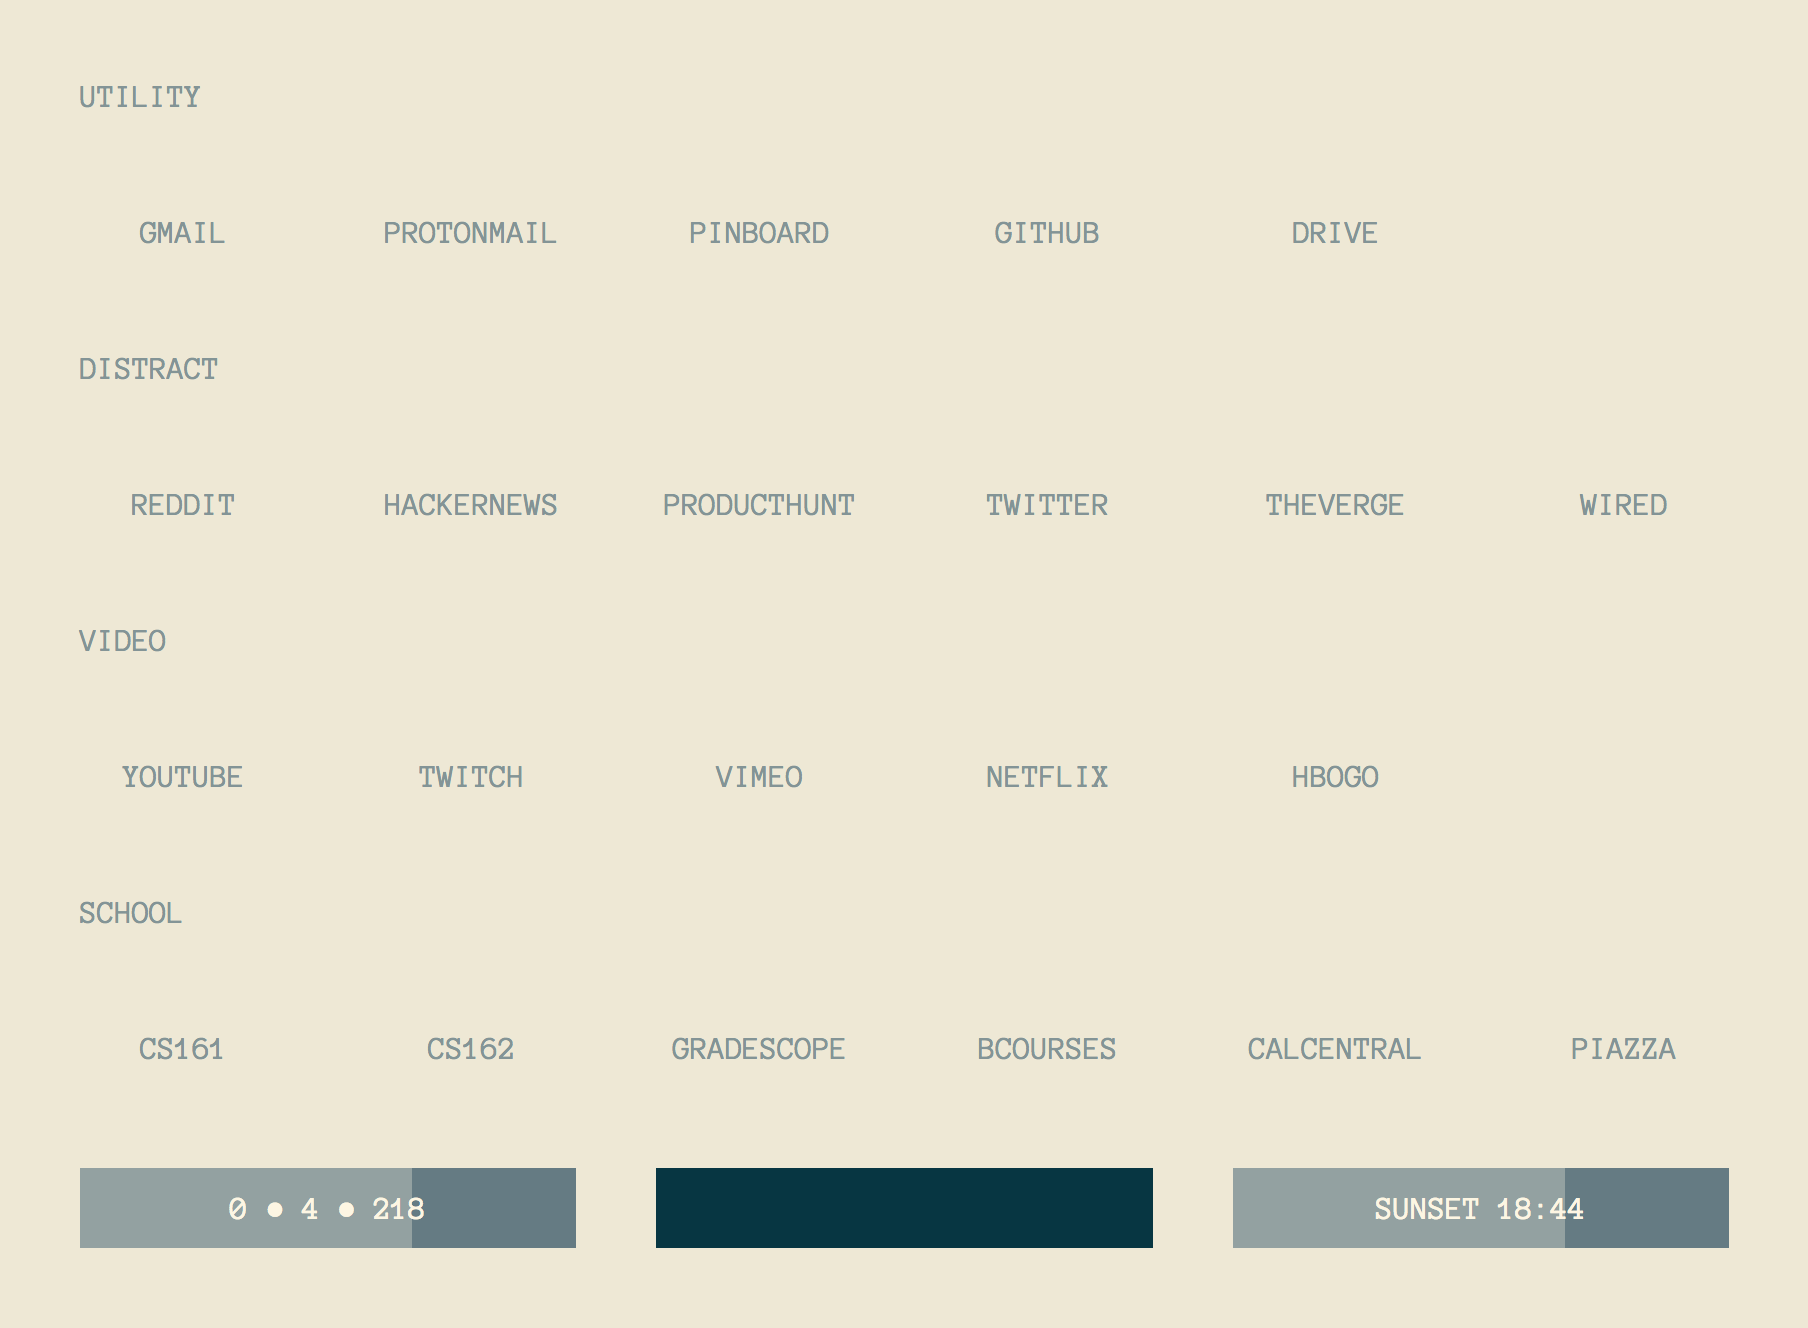 UTILITY
GMAIL PROTONMAIL PINBOARD GITHUB DRIVE
DISTRACT
REDDIT HACKERNEWS PRODUCTHUNT TWITTER THEVERGE WIRED
VIDEO
YOUTUBE TWITCH VIMEO NETFLIX HBOGO
SCHOOL
CS161 CS162 GRADESCOPE BCOURSES CALCENTRAL PIAZZA
0 ● 4 ● 218 SUNSET 18:44